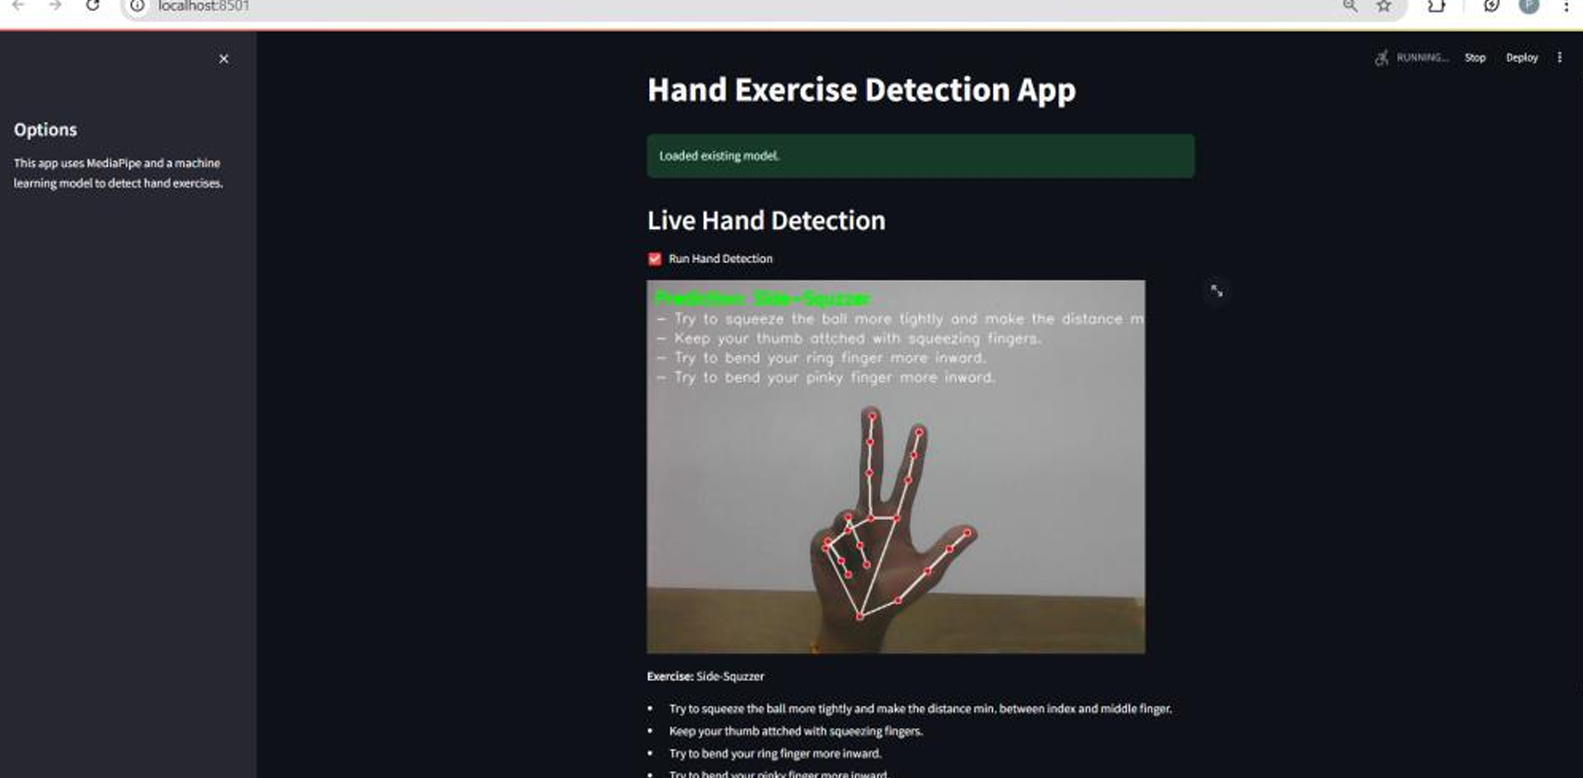 localhost:8501
RUNNING...
Stop
Deploy
Options
This app uses MediaPipe and a machine
learning model to detect hand exercises.
Hand Exercise Detection App
Loaded existing model.
Live Hand Detection
Run Hand Detection
Prediction: Side-Squzzer
- Try to squeeze the ball more tightly and make the distance m
- Keep your thumb attched with squeezing fingers.
- Try to bend your ring finger more inward.
- Try to bend your pinky finger more inward.
Exercise: Side-Squzzer
• Try to squeeze the ball more tightly and make the distance min. between index and middle finger.
• Keep your thumb attched with squeezing fingers.
• Try to bend your ring finger more inward.
• Try to bend your pinky finger more inward.